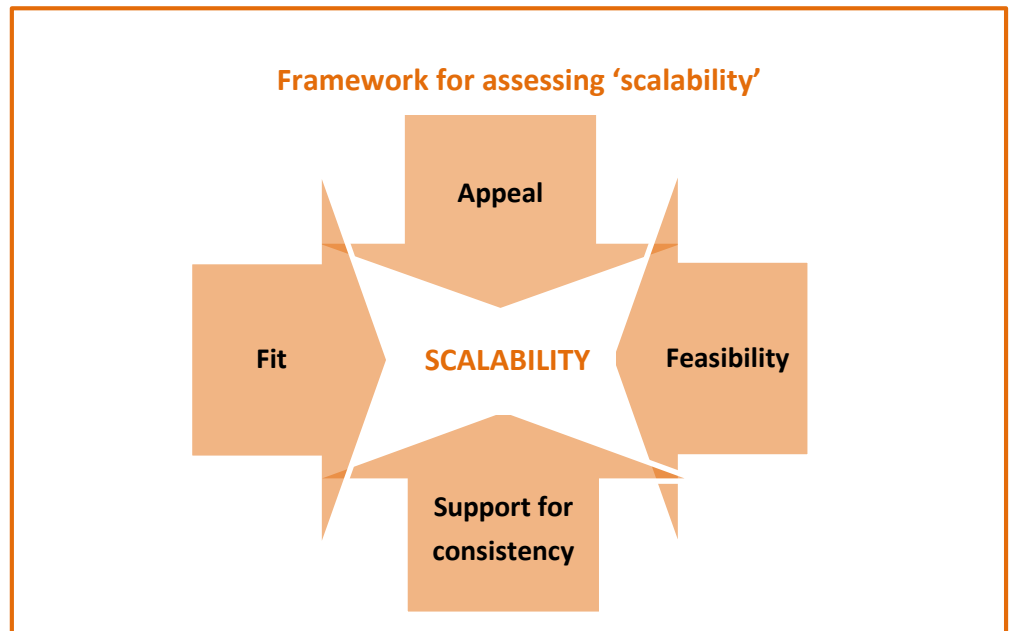 Framework for assessing ‘scalability’
Appeal
Fit
SCALABILITY
Feasibility
Support for
consistency